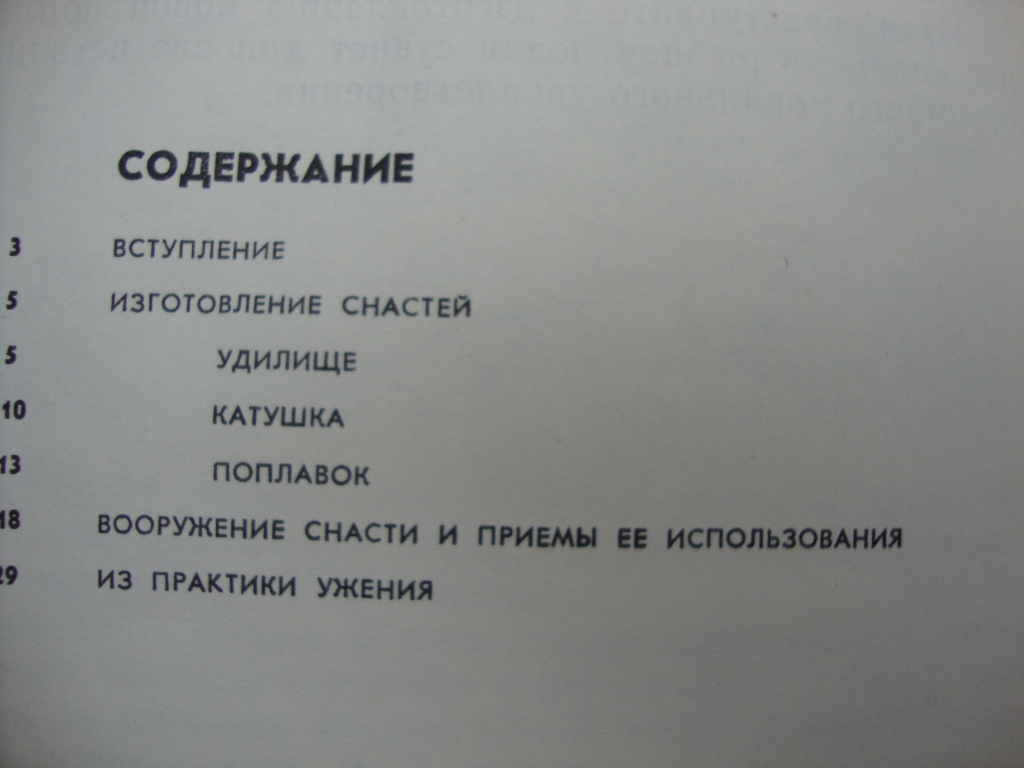 СОДЕРЖАНИЕ
3 ВСТУПЛЕНИЕ
5 ИЗГОТОВЛЕНИЕ СНАСТЕЙ
5 УДИЛИЩЕ
10 КАТУШКА
13 ПОПЛАВОК
18 ВООРУЖЕНИЕ СНАСТИ И ПРИЕМЫ ЕЕ ИСПОЛЬЗОВАНИЯ
29 ИЗ ПРАКТИКИ УЖЕНИЯ